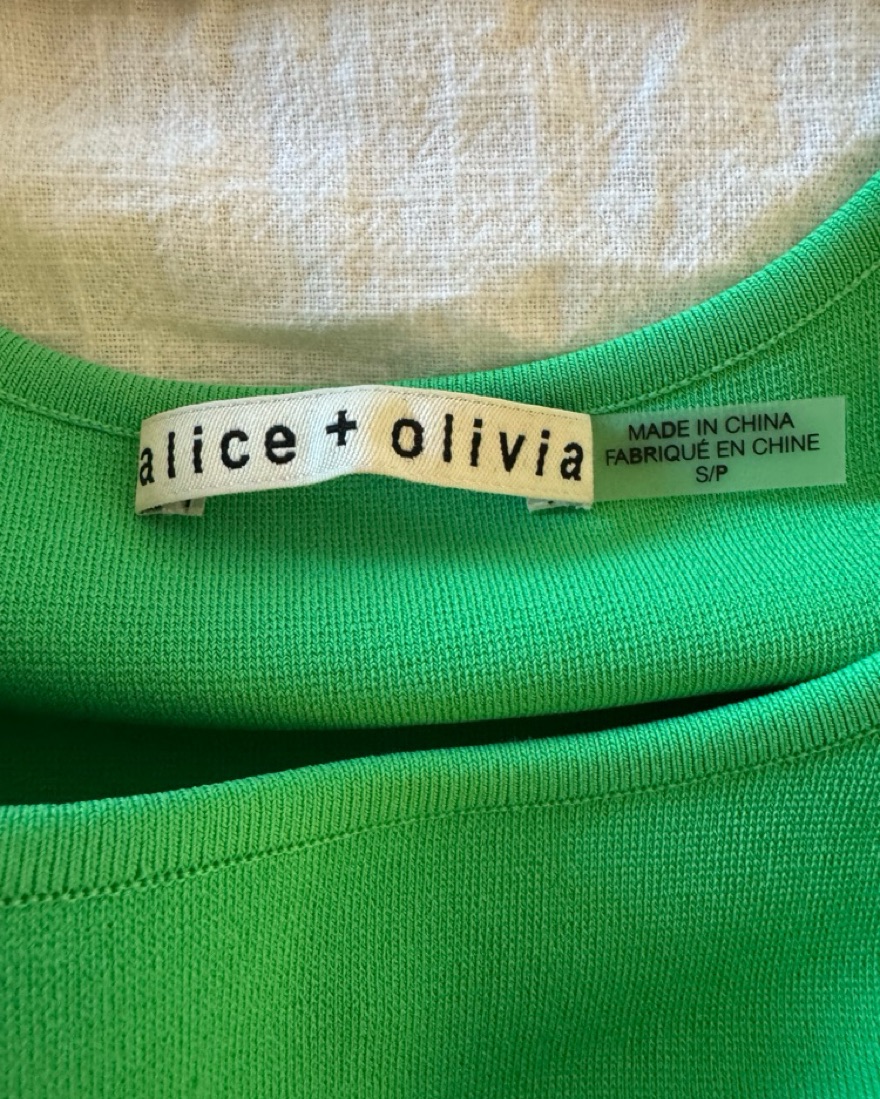 alice + olivia
MADE IN CHINA
FABRIQUÉ EN CHINE
S/P